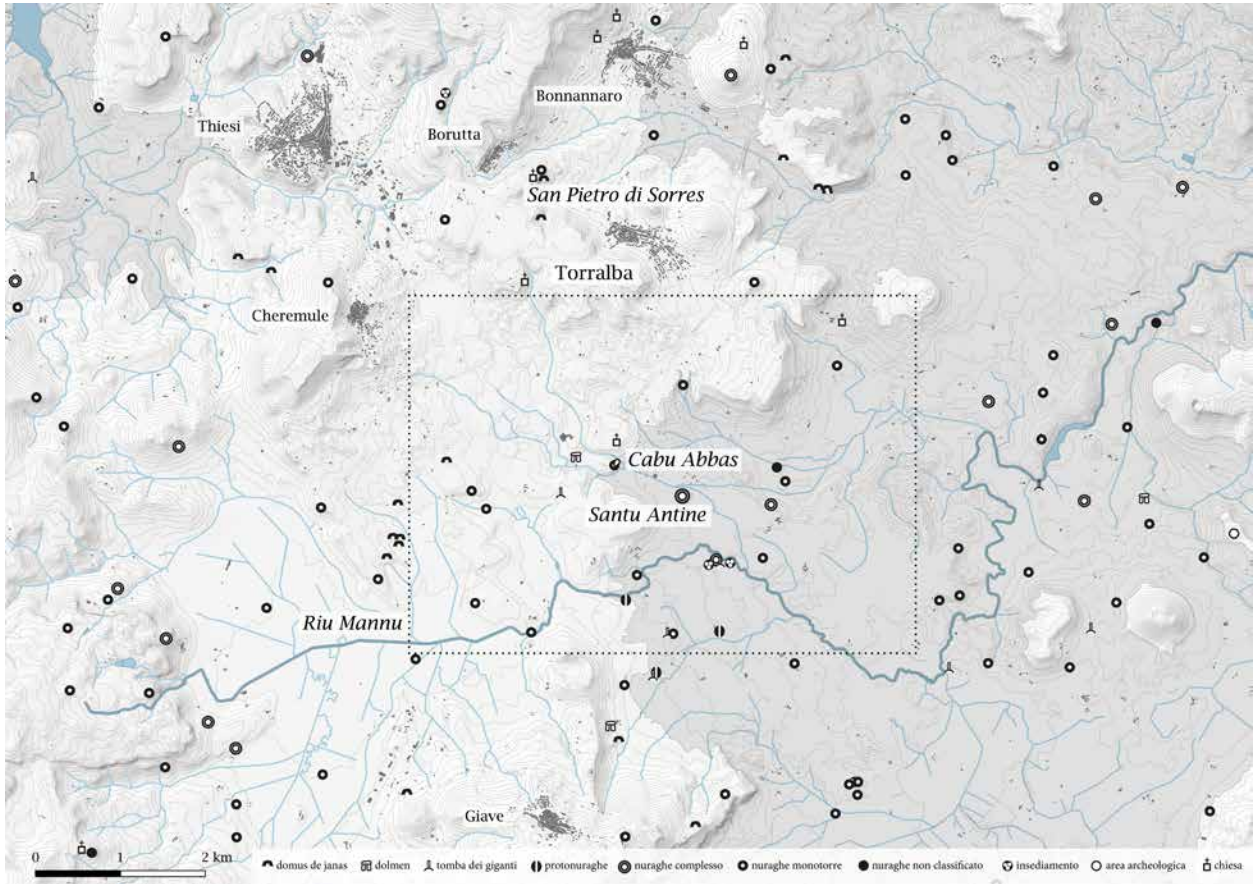 Bonnannaro
Thiesi
Borutta
San Pietro di Sorres
Torralba
Cheremule
Cabu Abbas
Santu Antine
Riu Mannu
Giave
0 1 2 km
domus de janas dolmen tomba dei giganti protonuraghe nuraghe complesso nuraghe monotorre nuraghe non classificato insediamento area archeologica chiesa